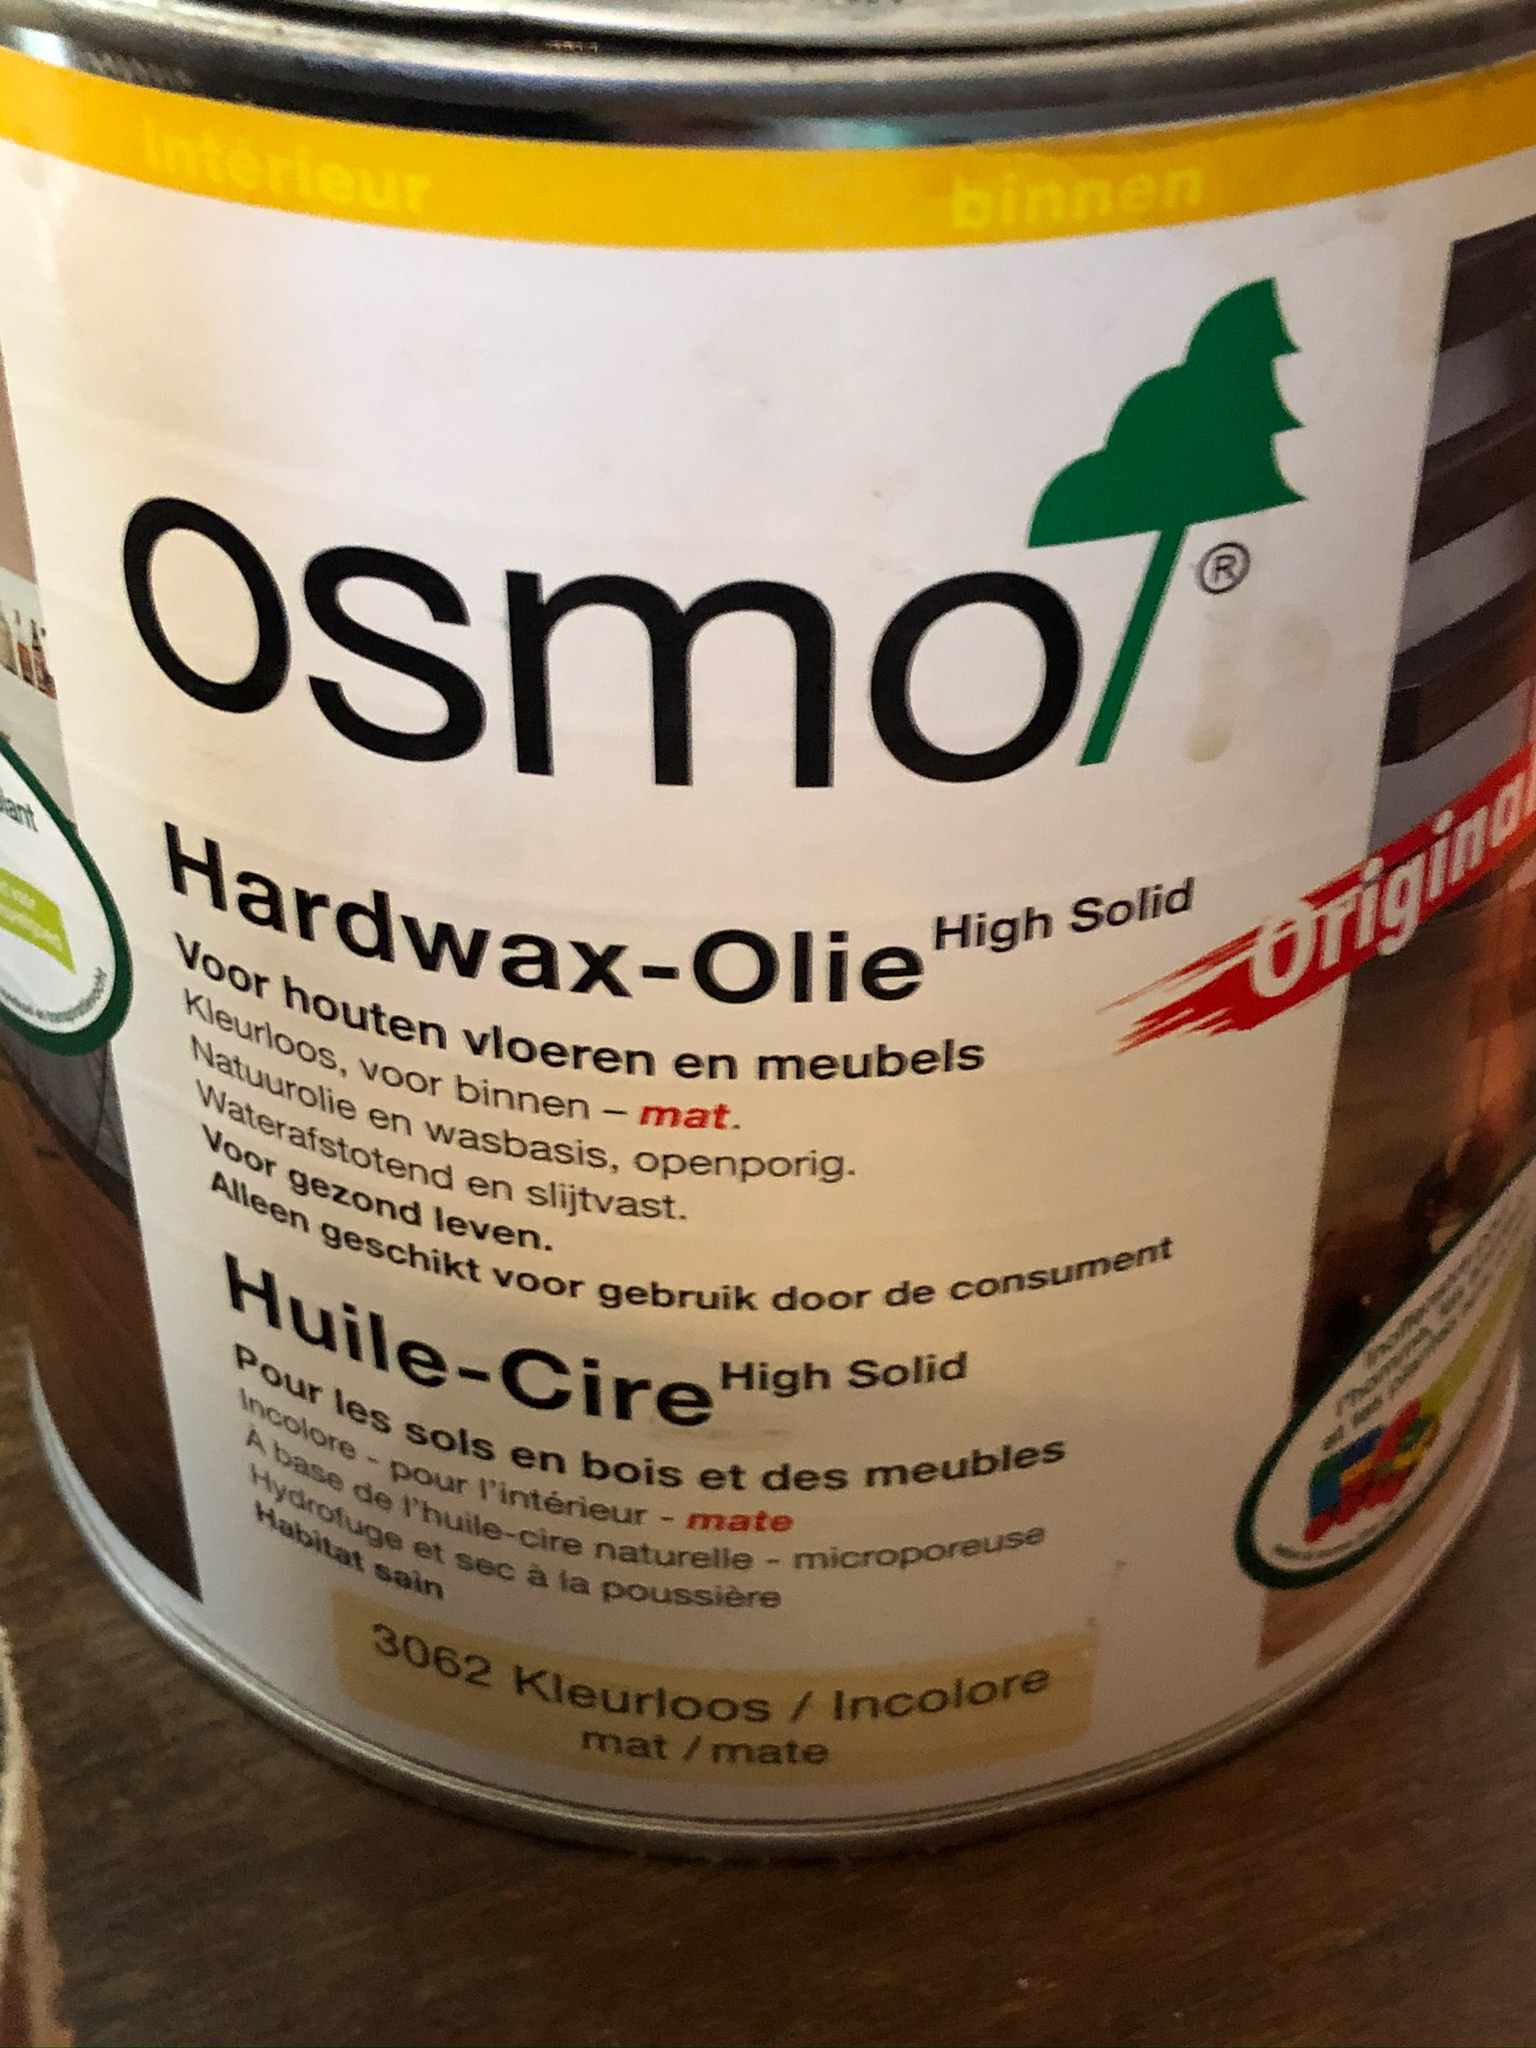 intérieur binnen
osmo ®
Hardwax-Olie High Solid
Original
Voor houten vloeren en meubels
Kleurloos, voor binnen – mat.
Natuurolie en wasbasis, openporig.
Waterafstotend en slijtvast.
Voor gezond leven.
Alleen geschikt voor gebruik door de consument
Huile-Cire High Solid
Pour les sols en bois et des meubles
Incolore - pour l'intérieur - mate
À base de l'huile-cire naturelle - microporeuse
Hydrofuge et sec à la poussière
Habitat sain
3062 Kleurloos / Incolore
mat / mate